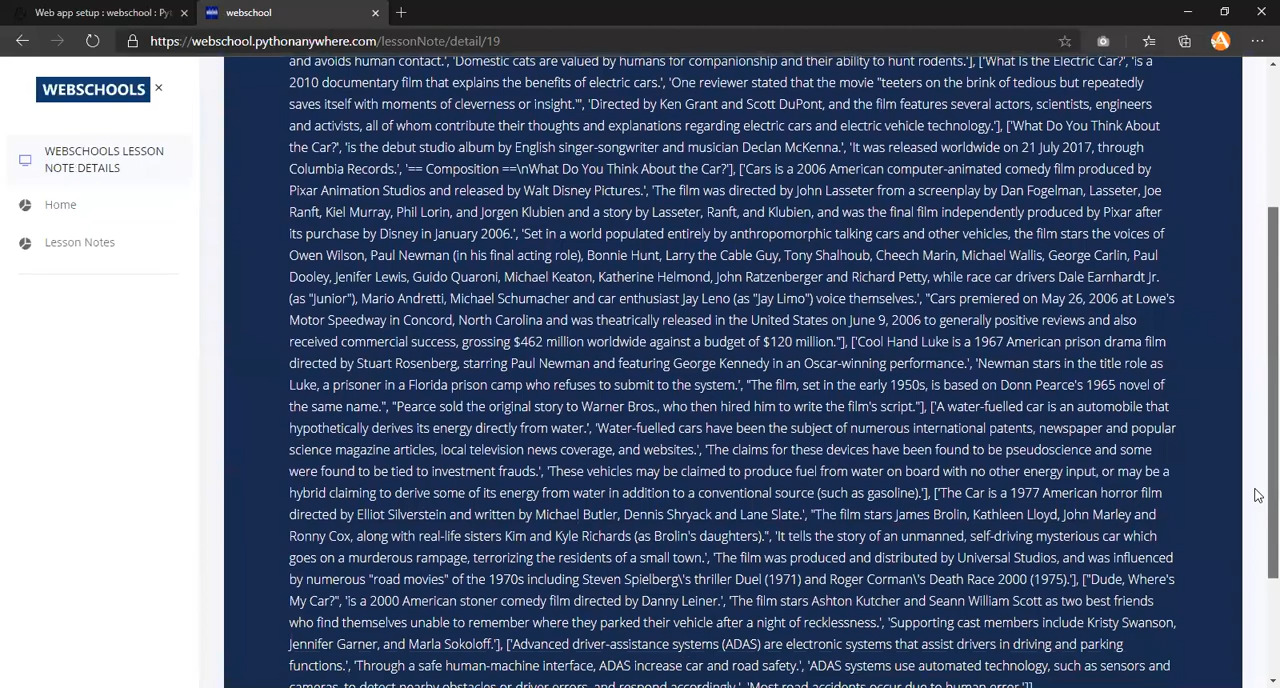 Web app setup : webschool : Pyt
webschool
https://webschool.pythonanywhere.com/lessonNote/detail/19
WEBSCHOOLS
WEBSCHOOLS LESSON
NOTE DETAILS
Home
Lesson Notes
and avoids human contact.', 'Domestic cats are valued by humans for companionship and their ability to hunt rodents.'], ['What Is the Electric Car?', 'is a
2010 documentary film that explains the benefits of electric cars.', 'One reviewer stated that the movie "teeters on the brink of tedious but repeatedly
saves itself with moments of cleverness or insight."', 'Directed by Ken Grant and Scott DuPont, and the film features several actors, scientists, engineers
and activists, all of whom contribute their thoughts and explanations regarding electric cars and electric vehicle technology.'], ['What Do You Think About
the Car?', 'is the debut studio album by English singer-songwriter and musician Declan McKenna.', 'It was released worldwide on 21 July 2017, through
Columbia Records.', '== Composition ==\nWhat Do You Think About the Car?'], ['Cars is a 2006 American computer-animated comedy film produced by
Pixar Animation Studios and released by Walt Disney Pictures.', 'The film was directed by John Lasseter from a screenplay by Dan Fogelman, Lasseter, Joe
Ranft, Kiel Murray, Phil Lorin, and Jorgen Klubien and a story by Lasseter, Ranft, and Klubien, and was the final film independently produced by Pixar after
its purchase by Disney in January 2006.', 'Set in a world populated entirely by anthropomorphic talking cars and other vehicles, the film stars the voices of
Owen Wilson, Paul Newman (in his final acting role), Bonnie Hunt, Larry the Cable Guy, Tony Shalhoub, Cheech Marin, Michael Wallis, George Carlin, Paul
Dooley, Jenifer Lewis, Guido Quaroni, Michael Keaton, Katherine Helmond, John Ratzenberger and Richard Petty, while race car drivers Dale Earnhardt Jr.
(as "Junior"), Mario Andretti, Michael Schumacher and car enthusiast Jay Leno (as "Jay Limo") voice themselves.', "Cars premiered on May 26, 2006 at Lowe's
Motor Speedway in Concord, North Carolina and was theatrically released in the United States on June 9, 2006 to generally positive reviews and also
received commercial success, grossing $462 million worldwide against a budget of $120 million."], ['Cool Hand Luke is a 1967 American prison drama film
directed by Stuart Rosenberg, starring Paul Newman and featuring George Kennedy in an Oscar-winning performance.', 'Newman stars in the title role as
Luke, a prisoner in a Florida prison camp who refuses to submit to the system.', "The film, set in the early 1950s, is based on Donn Pearce's 1965 novel of
the same name.", "Pearce sold the original story to Warner Bros., who then hired him to write the film's script."], ['A water-fuelled car is an automobile that
hypothetically derives its energy directly from water.', 'Water-fuelled cars have been the subject of numerous international patents, newspaper and popular
science magazine articles, local television news coverage, and websites.', 'The claims for these devices have been found to be pseudoscience and some
were found to be tied to investment frauds.', 'These vehicles may be claimed to produce fuel from water on board with no other energy input, or may be a
hybrid claiming to derive some of its energy from water in addition to a conventional source (such as gasoline).'], ['The Car is a 1977 American horror film
directed by Elliot Silverstein and written by Michael Butler, Dennis Shryack and Lane Slate.', "The film stars James Brolin, Kathleen Lloyd, John Marley and
Ronny Cox, along with real-life sisters Kim and Kyle Richards (as Brolin's daughters).", 'It tells the story of an unmanned, self-driving mysterious car which
goes on a murderous rampage, terrorizing the residents of a small town.', 'The film was produced and distributed by Universal Studios, and was influenced
by numerous "road movies" of the 1970s including Steven Spielberg\'s thriller Duel (1971) and Roger Corman\'s Death Race 2000 (1975).'], ["Dude, Where's
My Car?", 'is a 2000 American stoner comedy film directed by Danny Leiner.', 'The film stars Ashton Kutcher and Seann William Scott as two best friends
who find themselves unable to remember where they parked their vehicle after a night of recklessness.', 'Supporting cast members include Kristy Swanson,
Jennifer Garner, and Marla Sokoloff.'], ['Advanced driver-assistance systems (ADAS) are electronic systems that assist drivers in driving and parking
functions.', 'Through a safe human-machine interface, ADAS increase car and road safety.', 'ADAS systems use automated technology, such as sensors and
cameras, to detect nearby obstacles or driver errors, and respond accordingly.', 'Most road accidents occur due to human error.']]